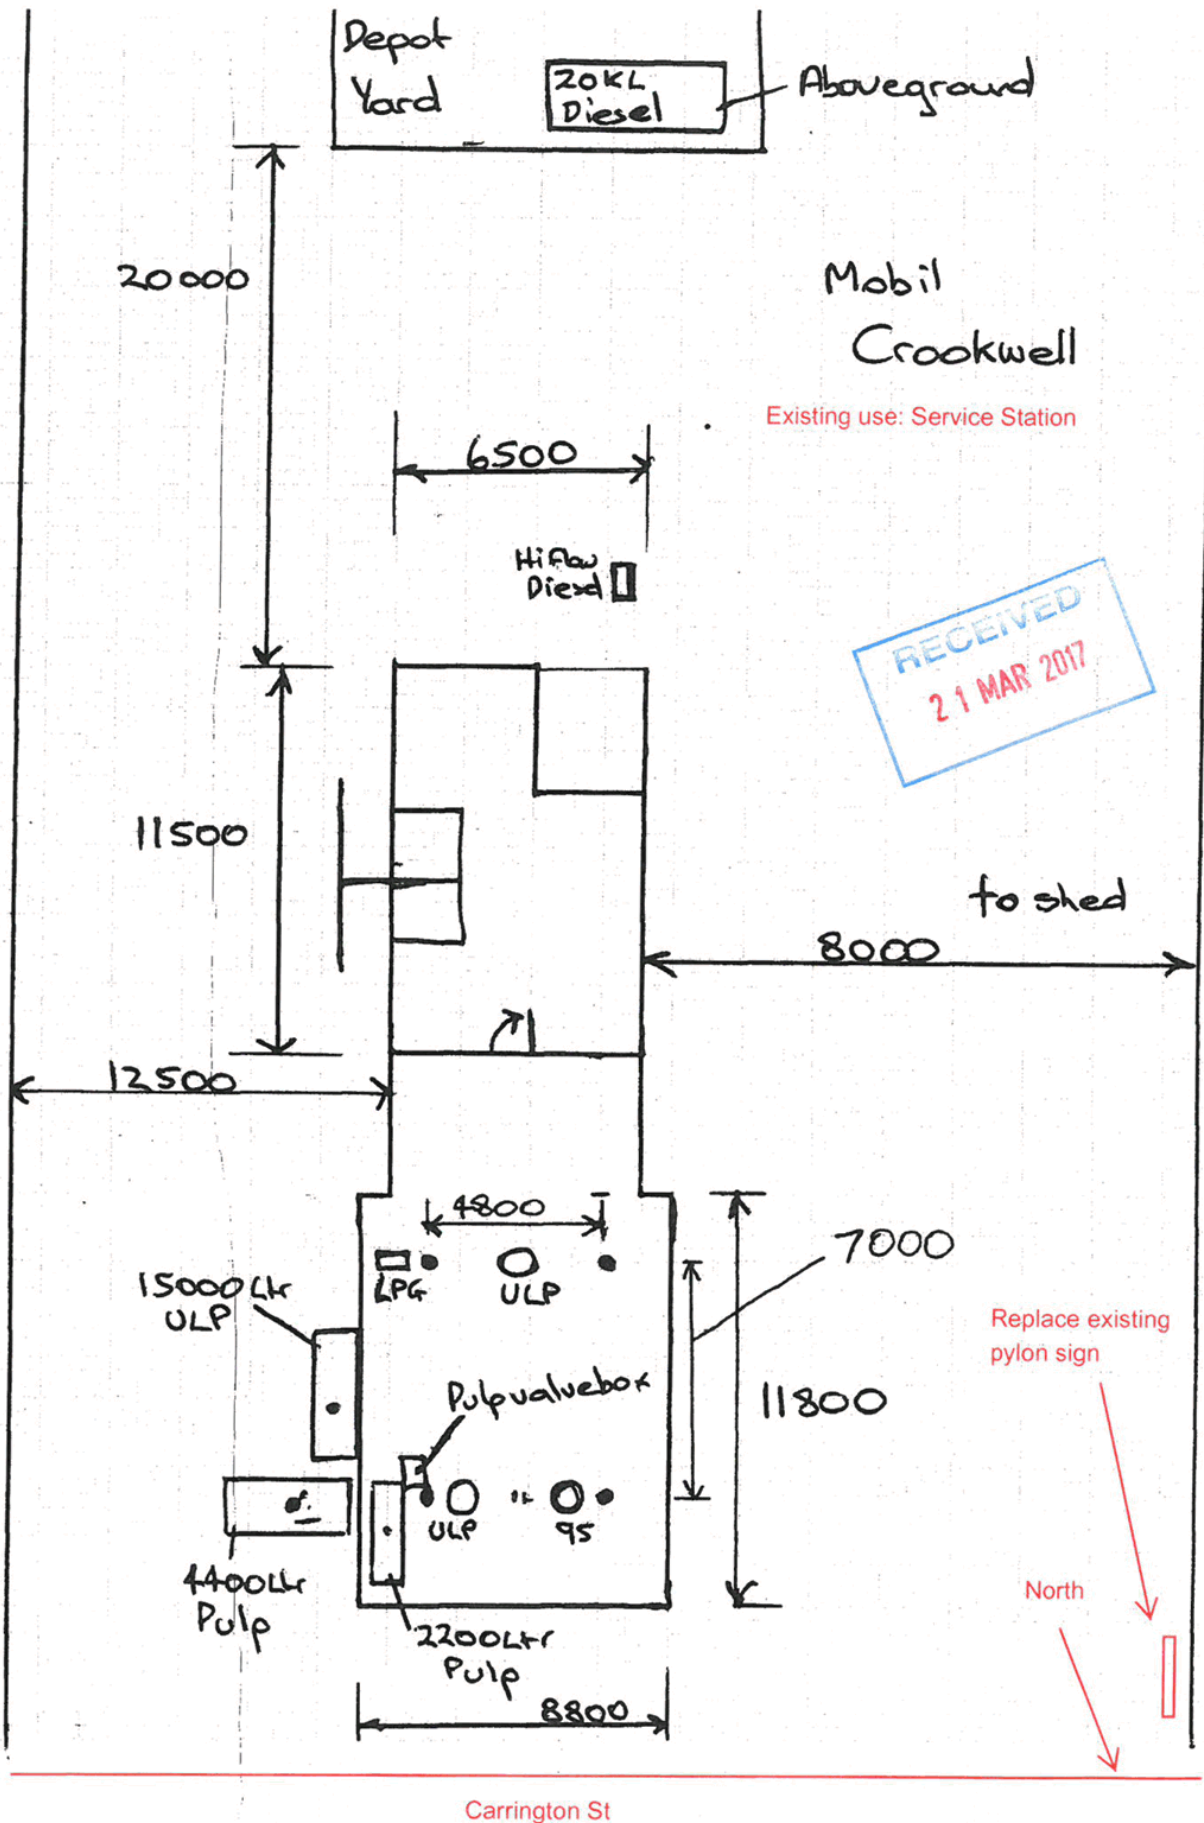 Depot
Yard
20KL
Diesel
Aboveground
20000
Mobil
Crookwell
Existing use: Service Station
6500
Hiflow
Diesel
RECEIVED
21 MAR 2017
11500
to shed
8000
12500
4800
7000
LPG
ULP
15000Ltr
ULP
Replace existing
pylon sign
Pulpvalvebox
11800
ULP
95
4400Ltr
Pulp
North
2200Ltr
Pulp
8800
Carrington St